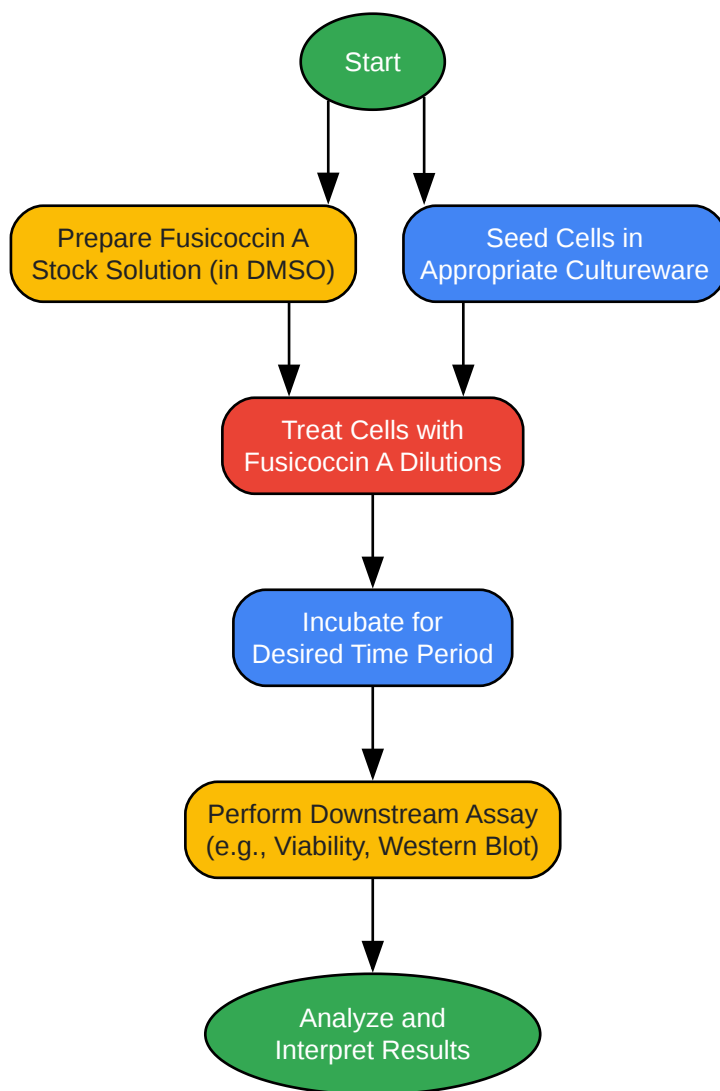 Start
Prepare Fusicoccin A
Stock Solution (in DMSO)
Seed Cells in
Appropriate Cultureware
Treat Cells with
Fusicoccin A Dilutions
Incubate for
Desired Time Period
Perform Downstream Assay
(e.g., Viability, Western Blot)
Analyze and
Interpret Results